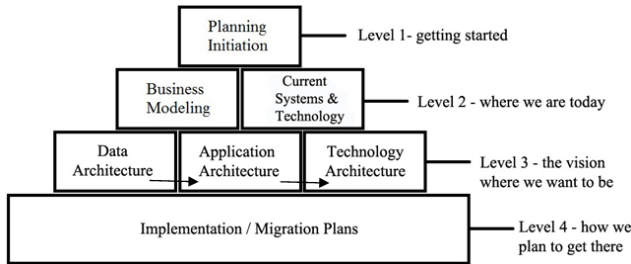 Planning
Initiation
Level 1- getting started
Business
Modeling
Current
Systems &
Technology
Level 2 - where we are today
Data
Architecture
Application
Architecture
Technology
Architecture
Level 3 - the vision
where we want to be
Implementation / Migration Plans
Level 4 - how we
plan to get there